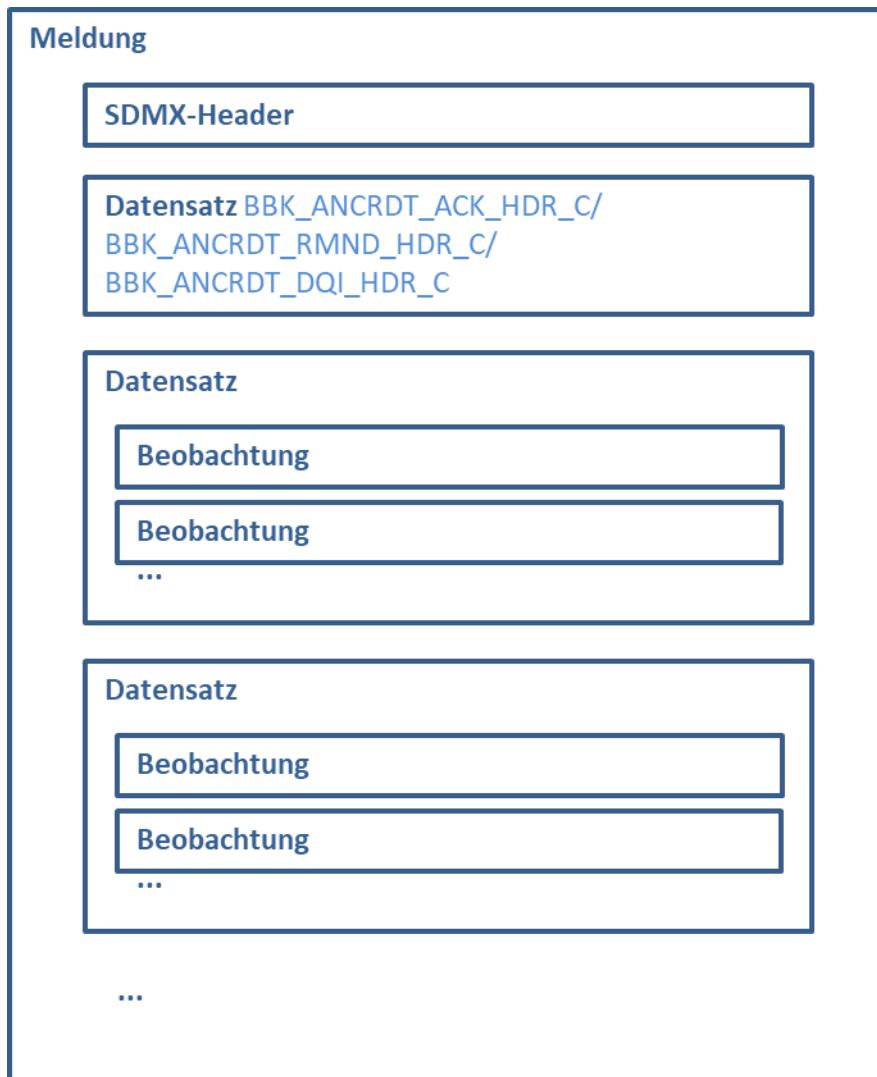 Meldung
SDMX-Header
Datensatz BBK_ANCRDT_ACK_HDR_C/
BBK_ANCRDT_RMND_HDR_C/
BBK_ANCRDT_DQI_HDR_C
Datensatz
Beobachtung
Beobachtung
...
Datensatz
Beobachtung
Beobachtung
...
...